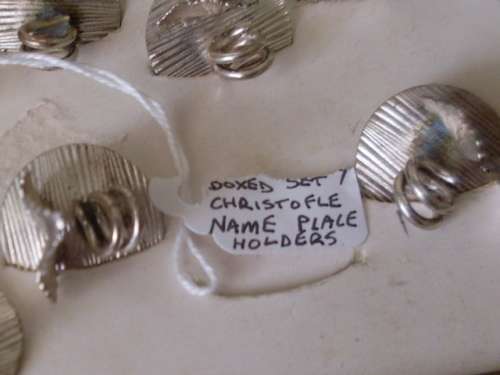 BOXED SET 7
CHRISTOFLE
NAME PLACE
HOLDERS